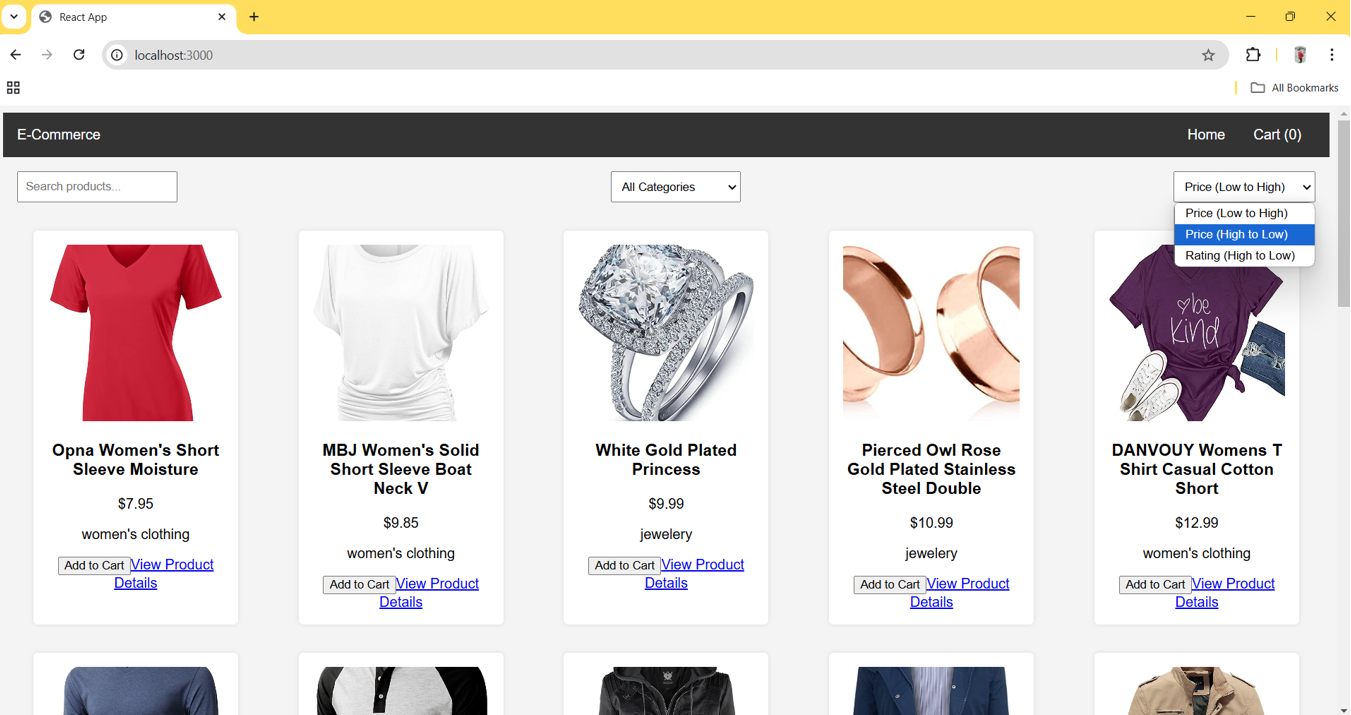 React App
localhost:3000
All Bookmarks
E-Commerce
Home
Cart (0)
Search products...
All Categories
Price (Low to High)
Price (Low to High)
Price (High to Low)
Rating (High to Low)
be
kind
Opna Women's Short
Sleeve Moisture
$7.95
women's clothing
Add to Cart View Product
Details
MBJ Women's Solid
Short Sleeve Boat
Neck V
$9.85
women's clothing
Add to Cart View Product
Details
White Gold Plated
Princess
$9.99
jewelery
Add to Cart View Product
Details
Pierced Owl Rose
Gold Plated Stainless
Steel Double
$10.99
jewelery
Add to Cart View Product
Details
DANVOUY Womens T
Shirt Casual Cotton
Short
$12.99
women's clothing
Add to Cart View Product
Details